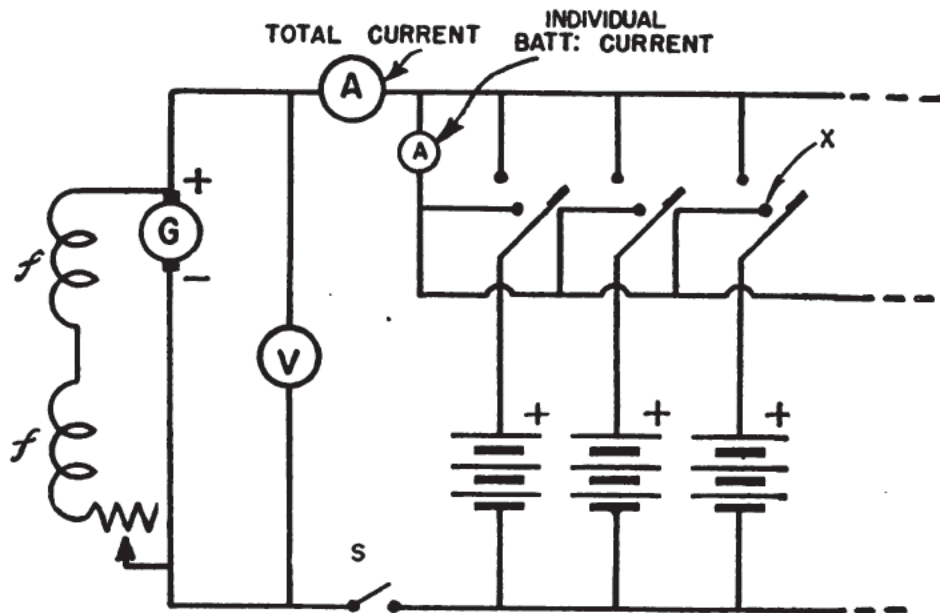 TOTAL CURRENT
INDIVIDUAL
BATT: CURRENT
A
A
X
+
G
−
f
V
f
+
+
+
S